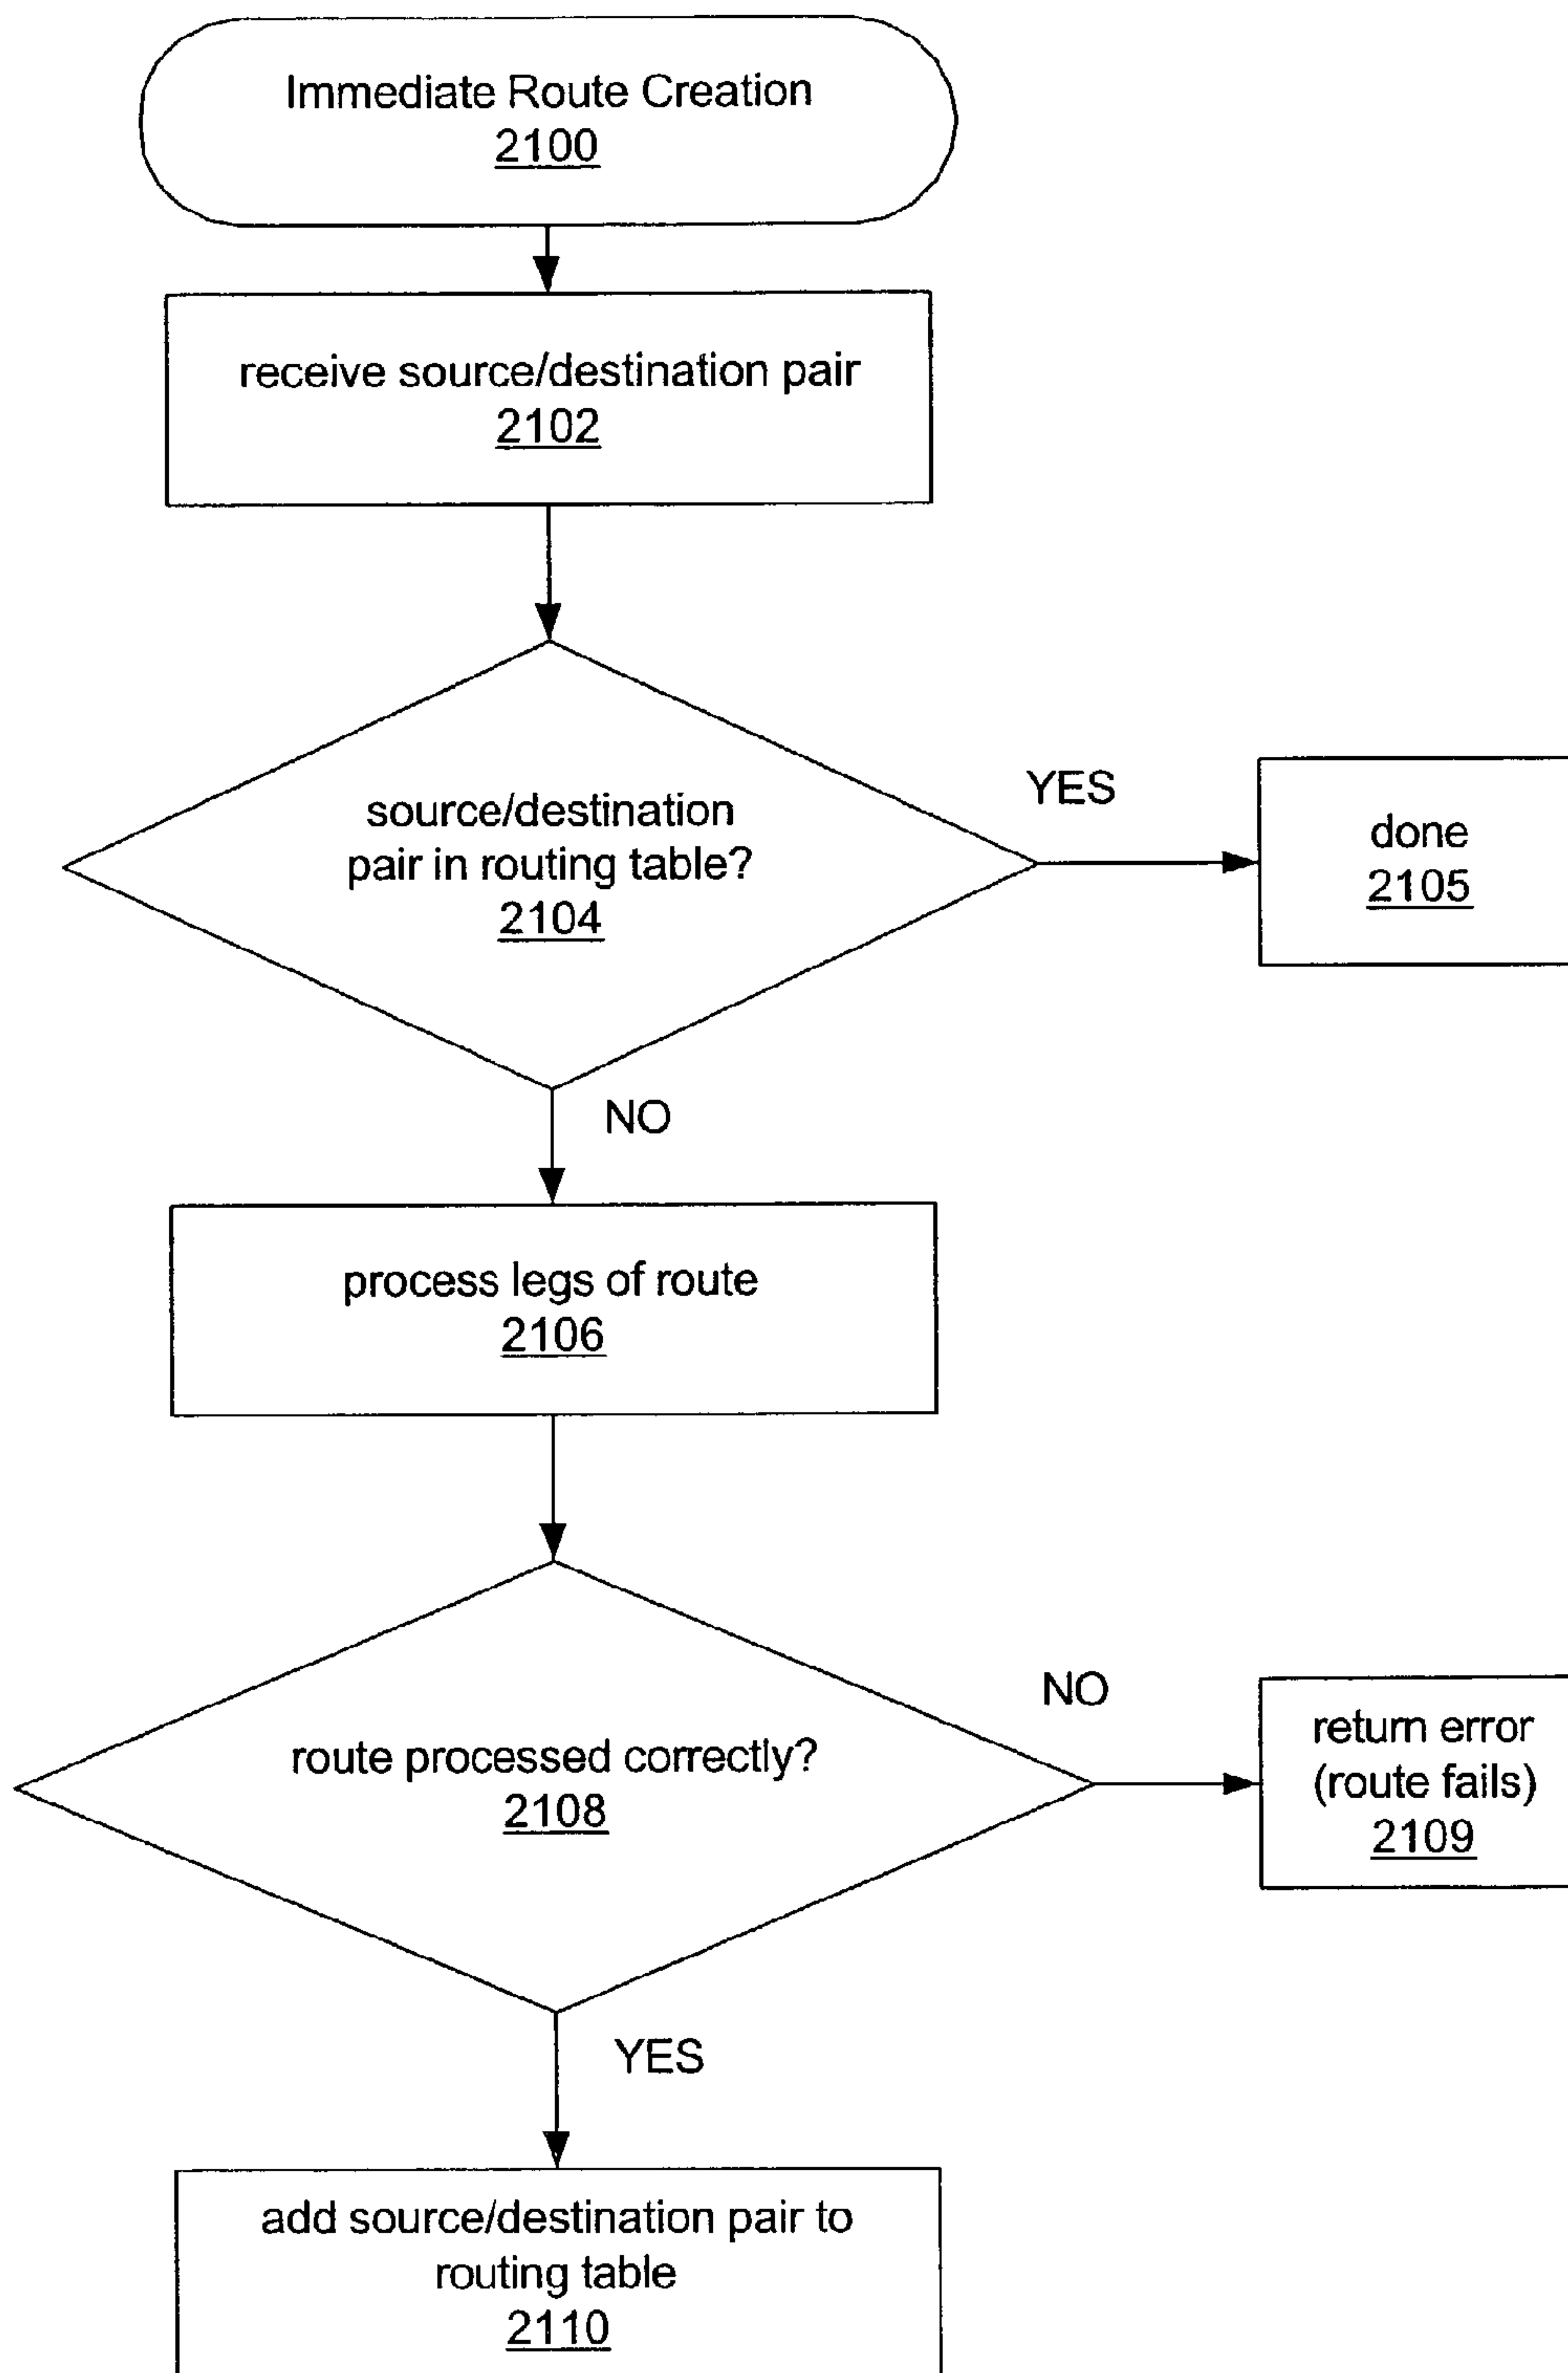 Immediate Route Creation
2100
receive source/destination pair
2102
source/destination
pair in routing table?
2104
YES
done
2105
NO
process legs of route
2106
route processed correctly?
2108
NO
return error
(route fails)
2109
YES
add source/destination pair to
routing table
2110